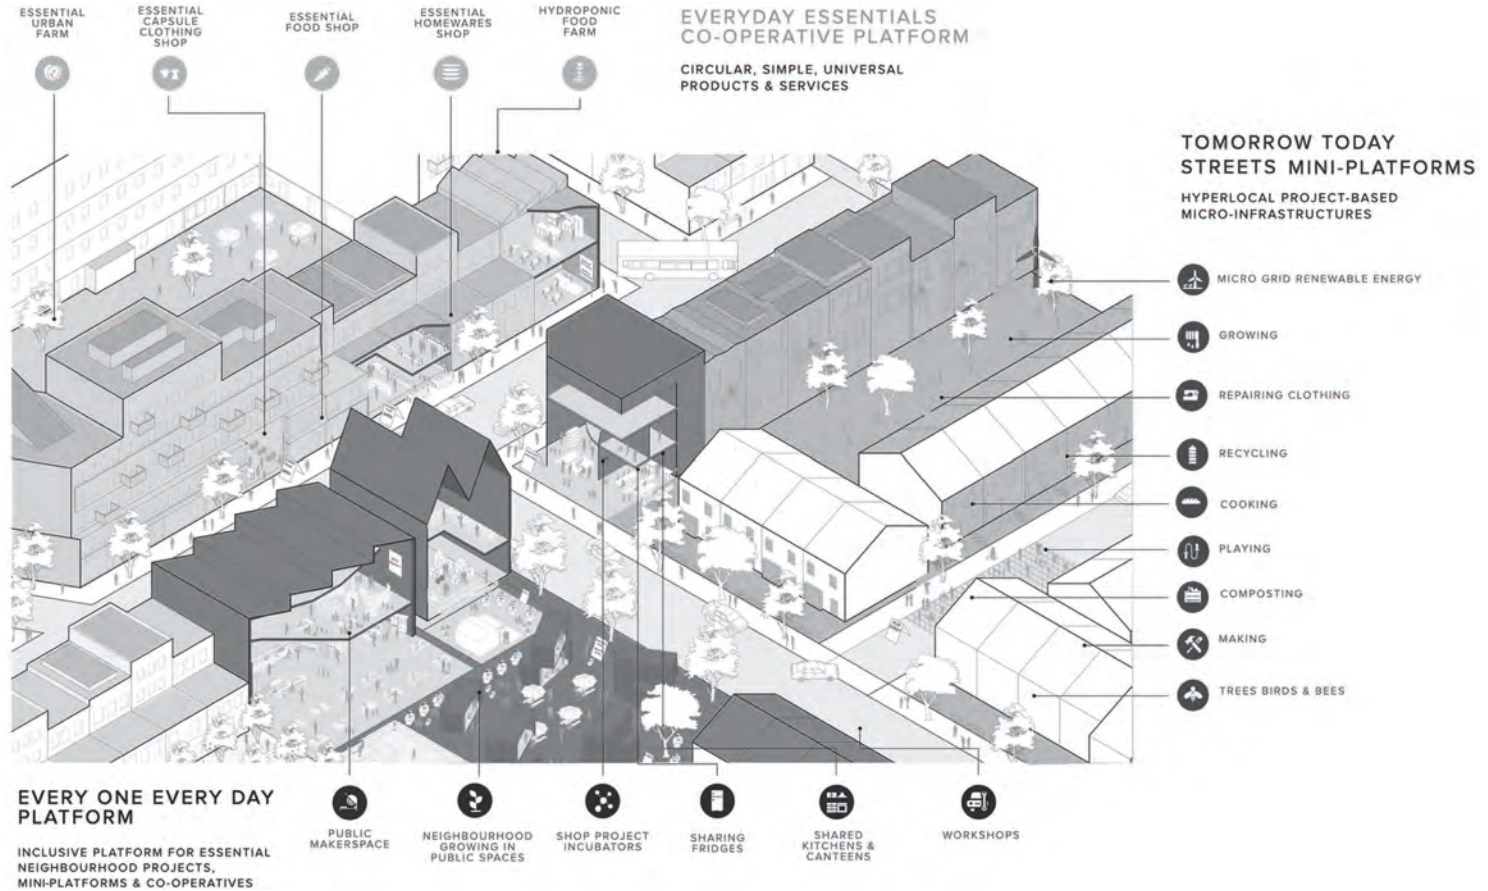 ESSENTIAL
URBAN
FARM
ESSENTIAL
CAPSULE
CLOTHING
SHOP
ESSENTIAL
FOOD SHOP
ESSENTIAL
HOMEWARES
SHOP
HYDROPONIC
FOOD
FARM
EVERYDAY ESSENTIALS
CO-OPERATIVE PLATFORM
CIRCULAR, SIMPLE, UNIVERSAL
PRODUCTS & SERVICES
TOMORROW TODAY
STREETS MINI-PLATFORMS
HYPERLOCAL PROJECT-BASED
MICRO-INFRASTRUCTURES
MICRO GRID RENEWABLE ENERGY
GROWING
REPAIRING CLOTHING
RECYCLING
COOKING
PLAYING
COMPOSTING
MAKING
TREES BIRDS & BEES
EVERY ONE EVERY DAY
PLATFORM
INCLUSIVE PLATFORM FOR ESSENTIAL
NEIGHBOURHOOD PROJECTS,
MINI-PLATFORMS & CO-OPERATIVES
PUBLIC
MAKERSPACE
NEIGHBOURHOOD
GROWING IN
PUBLIC SPACES
SHOP PROJECT
INCUBATORS
SHARING
FRIDGES
SHARED
KITCHENS &
CANTEENS
WORKSHOPS